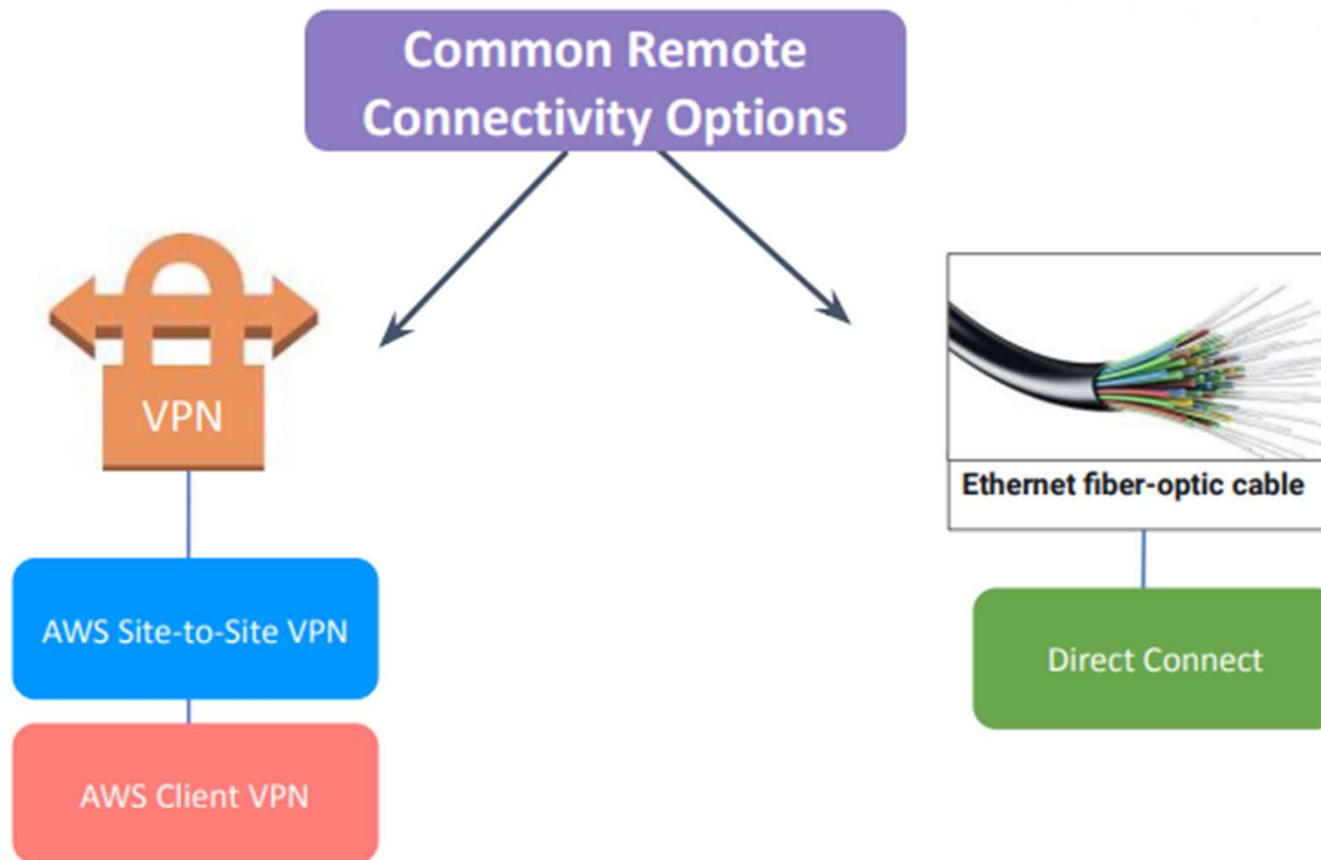 Common Remote
Connectivity Options
VPN
Ethernet fiber-optic cable
AWS Site-to-Site VPN
Direct Connect
AWS Client VPN